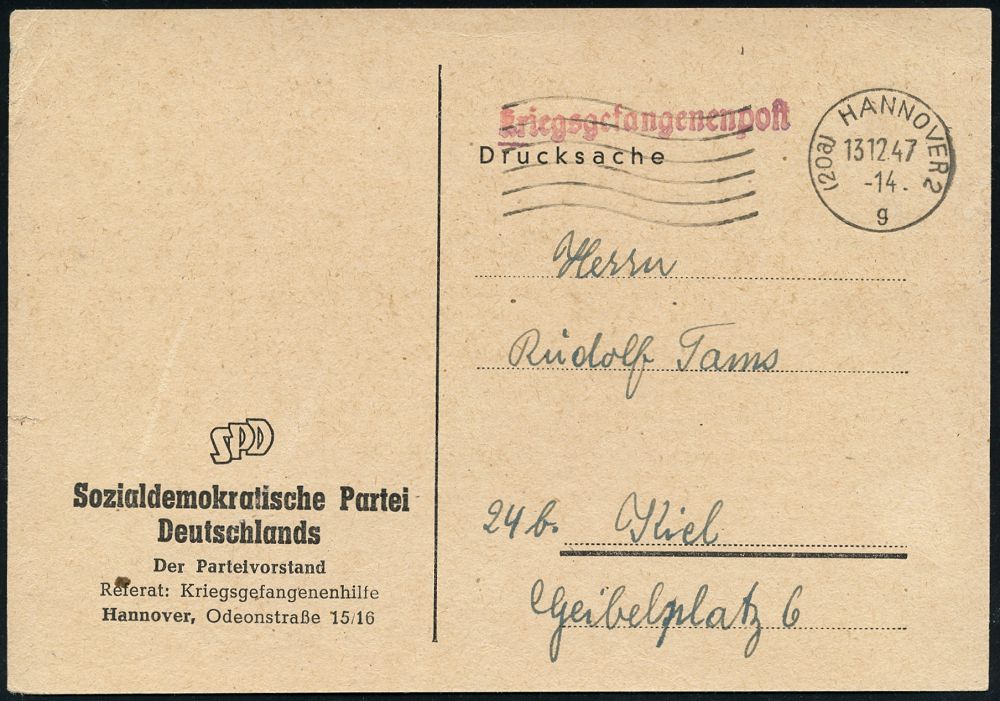 SPD
Sozialdemokratische Partei
Deutschlands
Der Parteivorstand
Referat: Kriegsgefangenenhilfe
Hannover, Odeonstraße 15/16
Kriegsgefangenenpost
Drucksache
(20a) HANNOVER 2
13.12.47
-14.
g
Herrn
Rudolf Tams
24b. Kiel
Geibelplatz 6